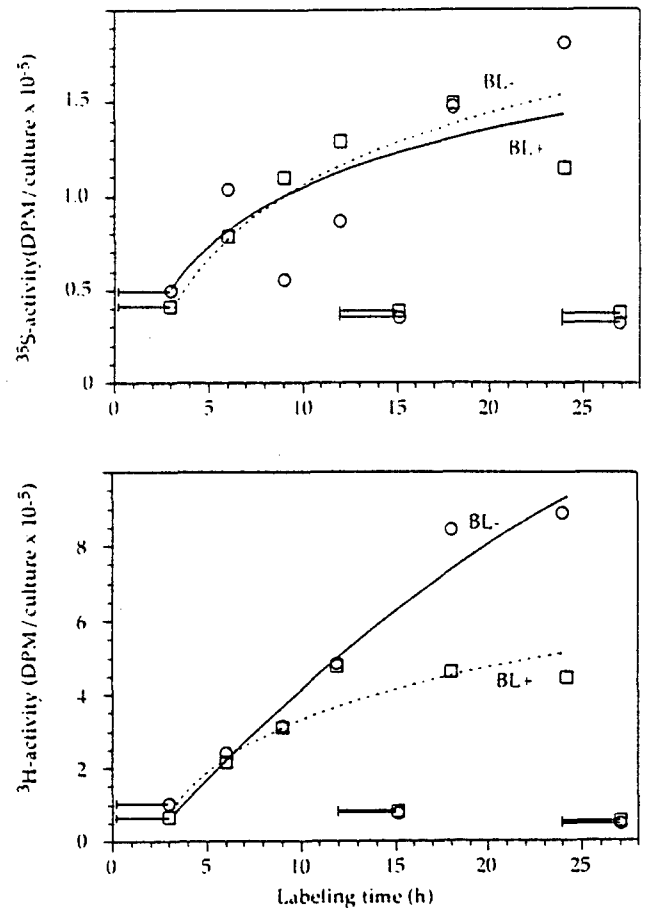 ³⁵S-activity(DPM/culture x 10⁻⁵)
1.5
1.0
0.5
0
BL-
BL+
0 5 10 15 20 25
³H-activity (DPM/culture x 10⁻⁵)
8
6
4
2
0
BL-
BL+
0 5 10 15 20 25
Labeling time (h)